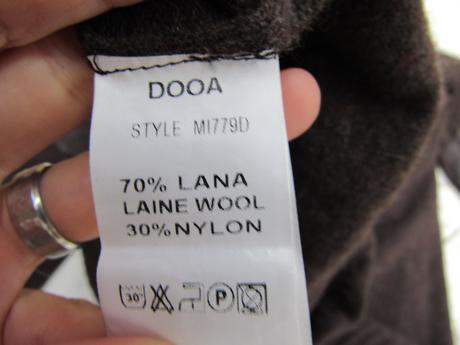 DOOA
STYLE MI779D
70% LANA
LAINE WOOL
30% NYLON
30° P